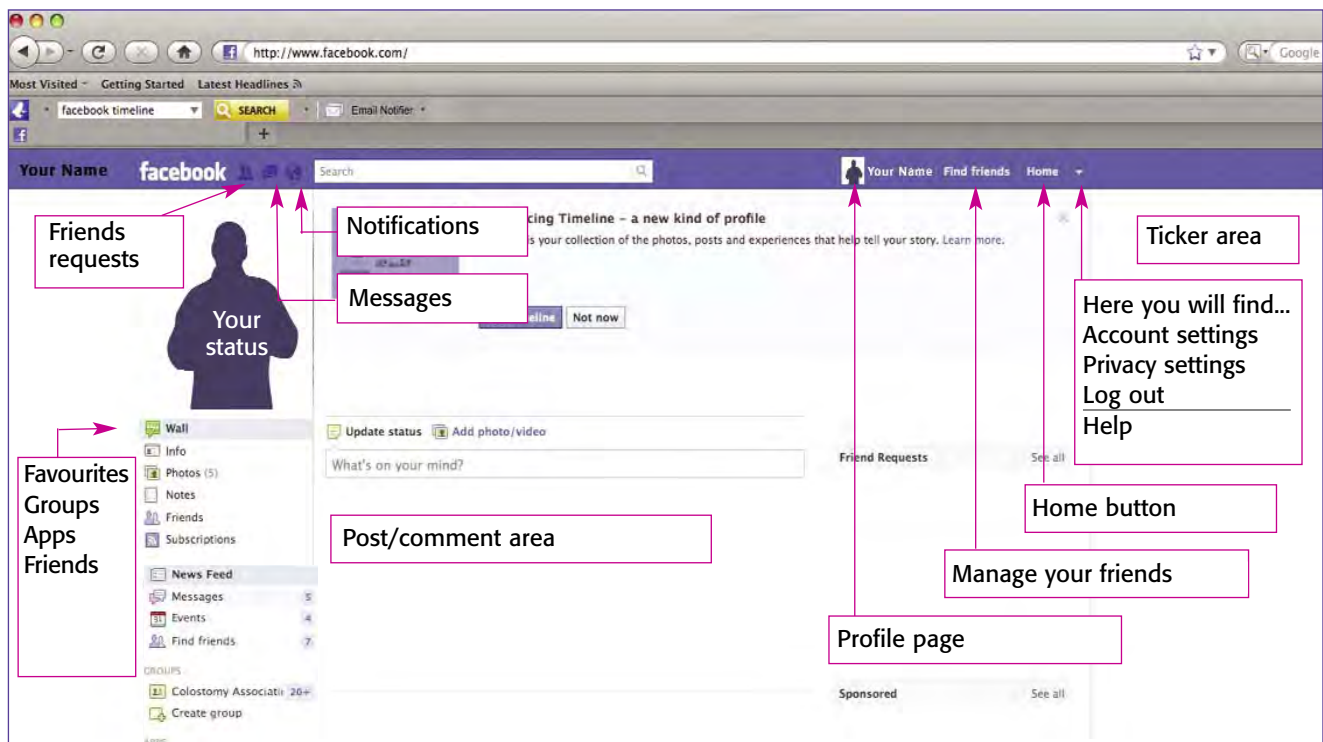 http://www.facebook.com/
Google
Most Visited
Getting Started
Latest Headlines
facebook timeline
SEARCH
Email Notifier
Your Name
facebook
Search
Your Name
Find friends
Home
Friends
requests
Notifications
cing Timeline – a new kind of profile
is your collection of the photos, posts and experiences that help tell your story. Learn more.
Messages
Not now
Ticker area
Here you will find...
Account settings
Privacy settings
Log out
Help
Your
status
Wall
Info
Photos (5)
Notes
Friends
Subscriptions
Favourites
Groups
Apps
Friends
Update status
Add photo/video
What's on your mind?
Friend Requests
See all
Home button
Post/comment area
Manage your friends
News Feed
Messages 5
Events 4
Find friends 7
Profile page
GROUPS
Colostomy Associati 20+
Create group
Sponsored
See all